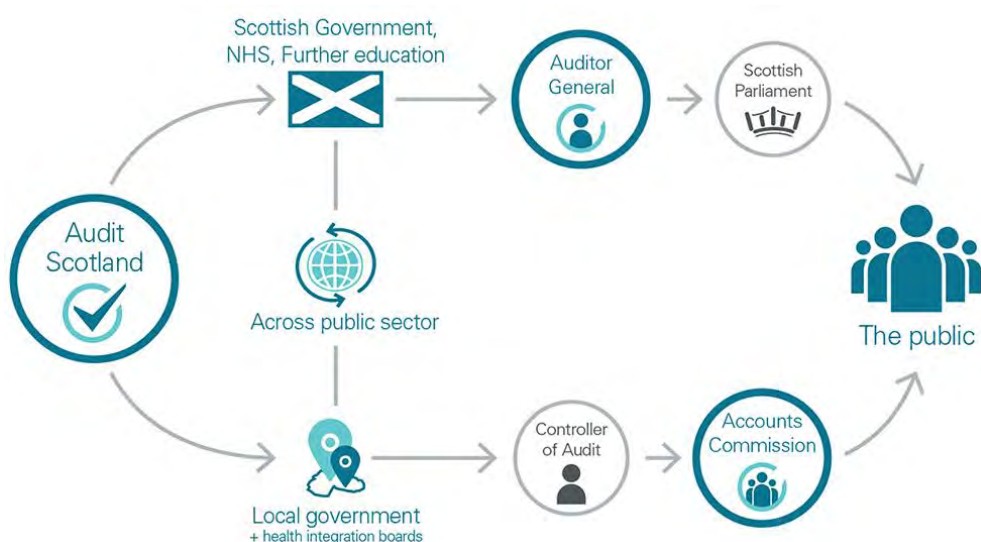 Scottish Government,
NHS, Further education
Auditor
General
Scottish
Parliament
Audit
Scotland
Across public sector
The public
Controller
of Audit
Accounts
Commission
Local government
+ health integration boards